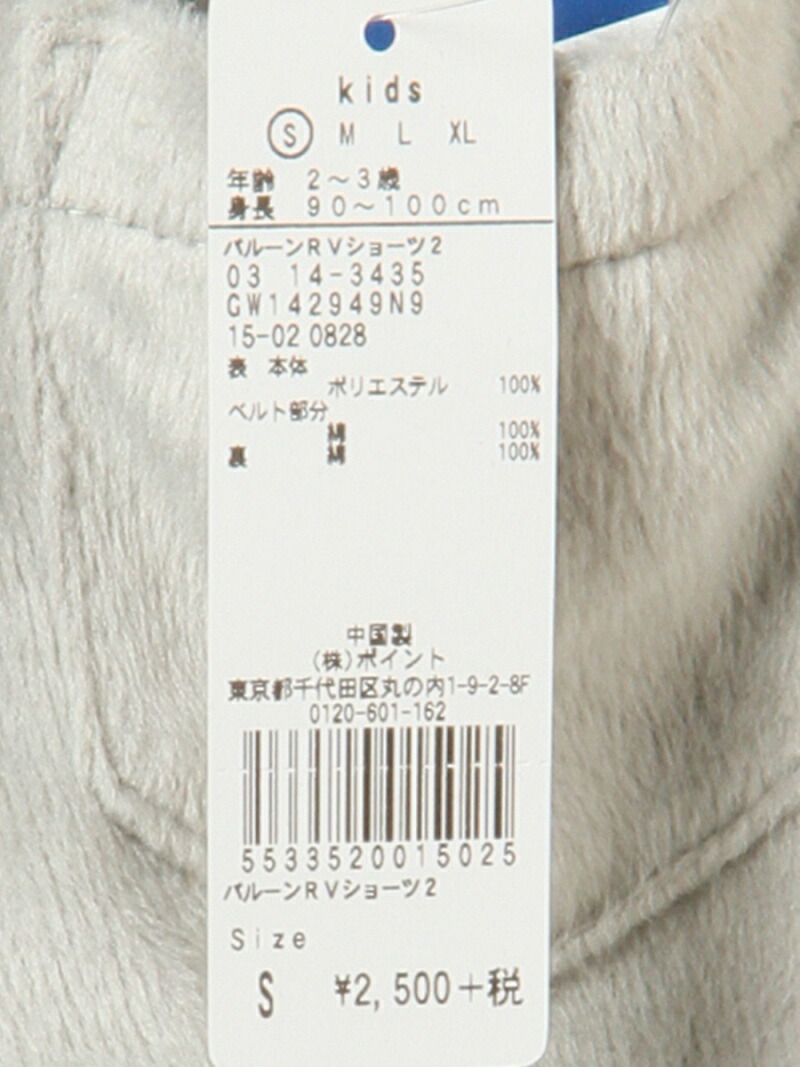 kids
S M L XL
年齢 2～3歳
身長 90～100cm
バルーンRVショーツ2
03 14-3435
GW142949N9
15-02 0828
表 本体
ポリエステル 100%
ベルト部分
綿 100%
裏 綿 100%
中国製
(株)ポイント
東京都千代田区丸の内1-9-2-8F
0120-601-162
5533520015025
バルーンRVショーツ2
Size
S ¥2,500+税